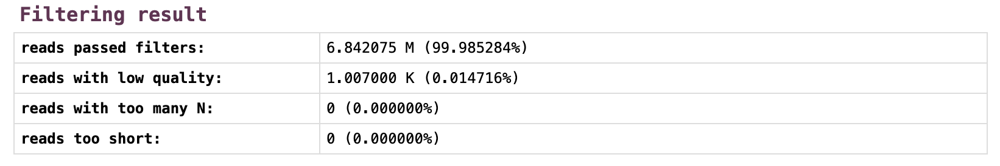 Filtering result
reads passed filters: 6.842075 M (99.985284%)
reads with low quality: 1.007000 K (0.014716%)
reads with too many N: 0 (0.000000%)
reads too short: 0 (0.000000%)